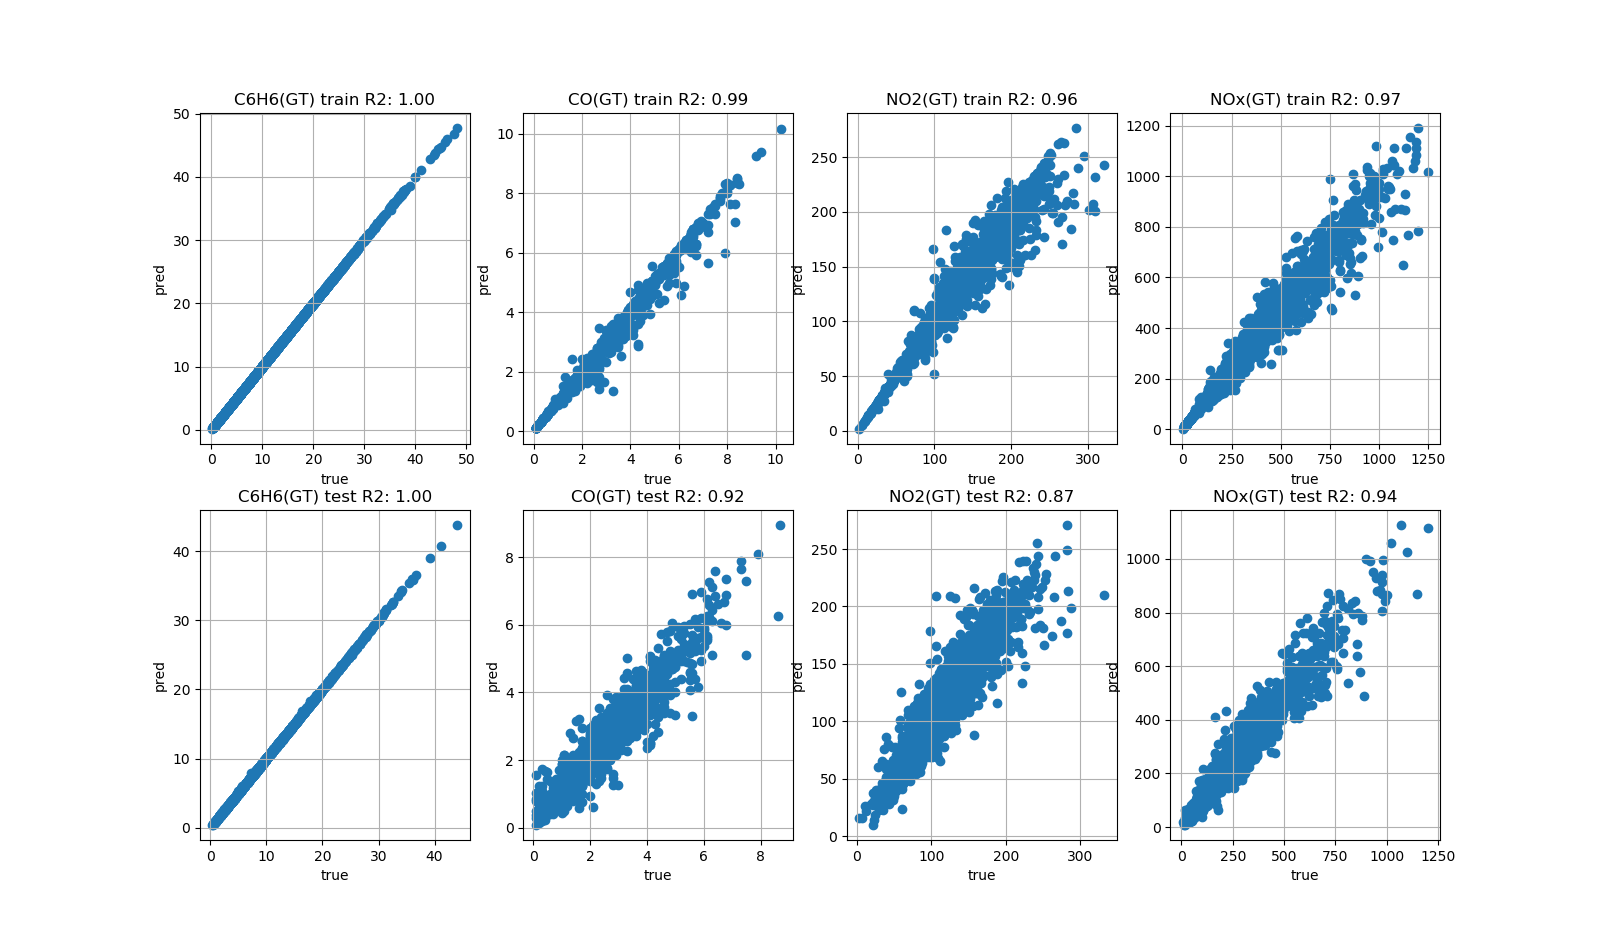 C6H6(GT) train R2: 1.00
50
40
30
20
10
0
pred
0 10 20 30 40 50
true
CO(GT) train R2: 0.99
10
8
6
4
2
0
pred
0 2 4 6 8 10
true
NO2(GT) train R2: 0.96
250
200
150
100
50
0
pred
0 100 200 300
true
NOx(GT) train R2: 0.97
1200
1000
800
600
400
200
0
pred
0 250 500 750 1000 1250
true
C6H6(GT) test R2: 1.00
40
30
20
10
0
pred
0 10 20 30 40
true
CO(GT) test R2: 0.92
8
6
4
2
0
pred
0 2 4 6 8
true
NO2(GT) test R2: 0.87
250
200
150
100
50
0
pred
0 100 200 300
true
NOx(GT) test R2: 0.94
1000
800
600
400
200
0
pred
0 250 500 750 1000 1250
true